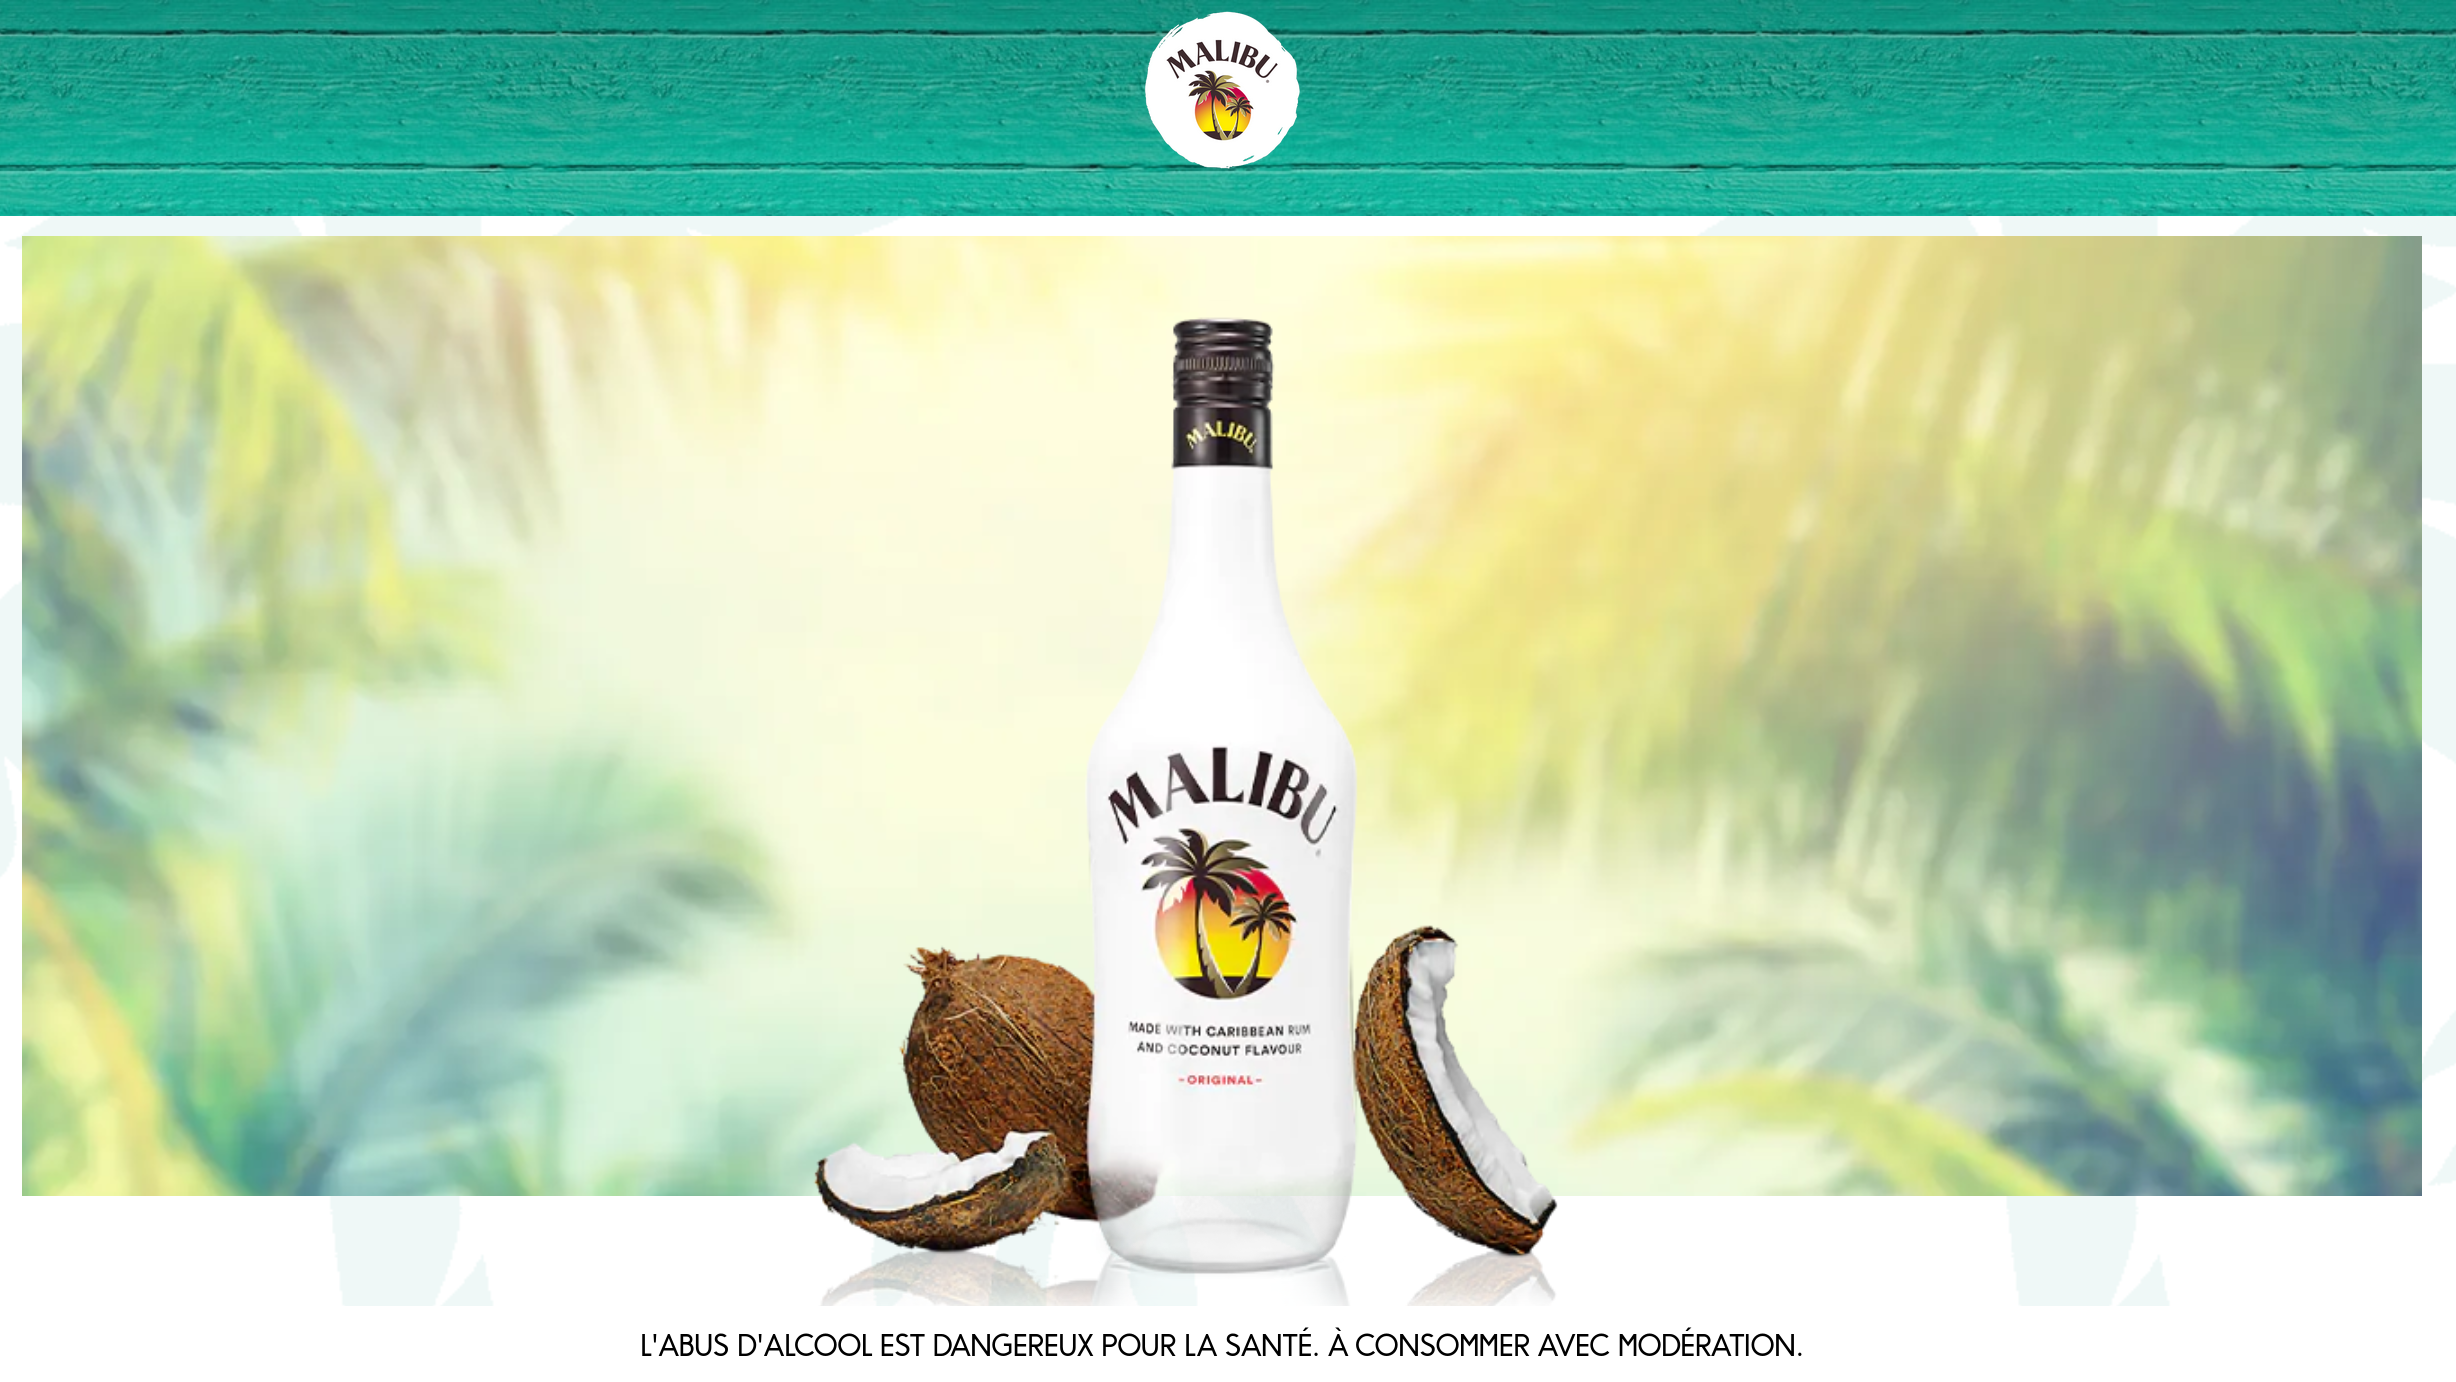 MALIBU
MALIBU
MALIBU
MADE WITH CARIBBEAN RUM
AND COCONUT FLAVOUR
-ORIGINAL-
L'ABUS D'ALCOOL EST DANGEREUX POUR LA SANTÉ. À CONSOMMER AVEC MODÉRATION.